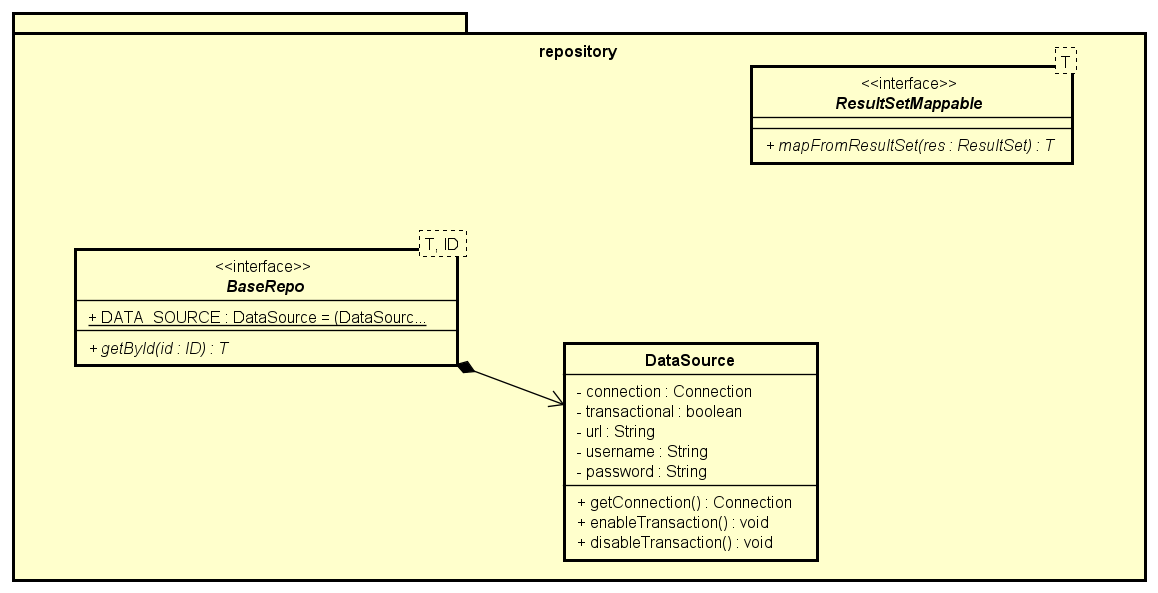 repository
T
<<interface>>
ResultSetMappable
+ mapFromResultSet(res : ResultSet) : T
T, ID
<<interface>>
BaseRepo
+ DATA_SOURCE : DataSource = (DataSourc...
+ getById(id : ID) : T
DataSource
- connection : Connection
- transactional : boolean
- url : String
- username : String
- password : String
+ getConnection() : Connection
+ enableTransaction() : void
+ disableTransaction() : void